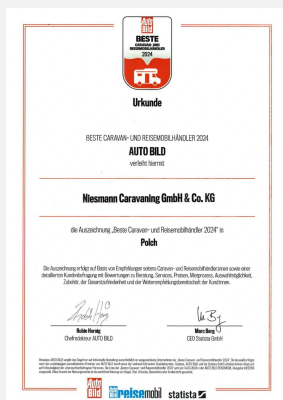 Auto
Bild
BESTE
CARAVAN- UND
REISEMOBILHÄNDLER
2024
Urkunde
BESTE CARAVAN- UND REISEMOBILHÄNDLER 2024
AUTO BILD
verleiht hiermit
Niesmann Caravaning GmbH & Co. KG
die Auszeichnung „Beste Caravan- und Reisemobilhändler 2024" in
Polch
Die Auszeichnung erfolgt auf Basis von Empfehlungen seitens Caravan- und Reisemobilhändler:innen sowie einer
detaillierten Kundenbefragung mit Bewertungen zu Beratung, Services, Preisen, Mietprozess, Auswahlmöglichkeit,
Zubehör, der Gesamtzufriedenheit und der Weiterempfehlungsbereitschaft der Kund:innen.
Robin Hornig
Marc Berg
Chefredakteur AUTO BILD
CEO Statista GmbH
Auto
Bild
reisemobil
statista